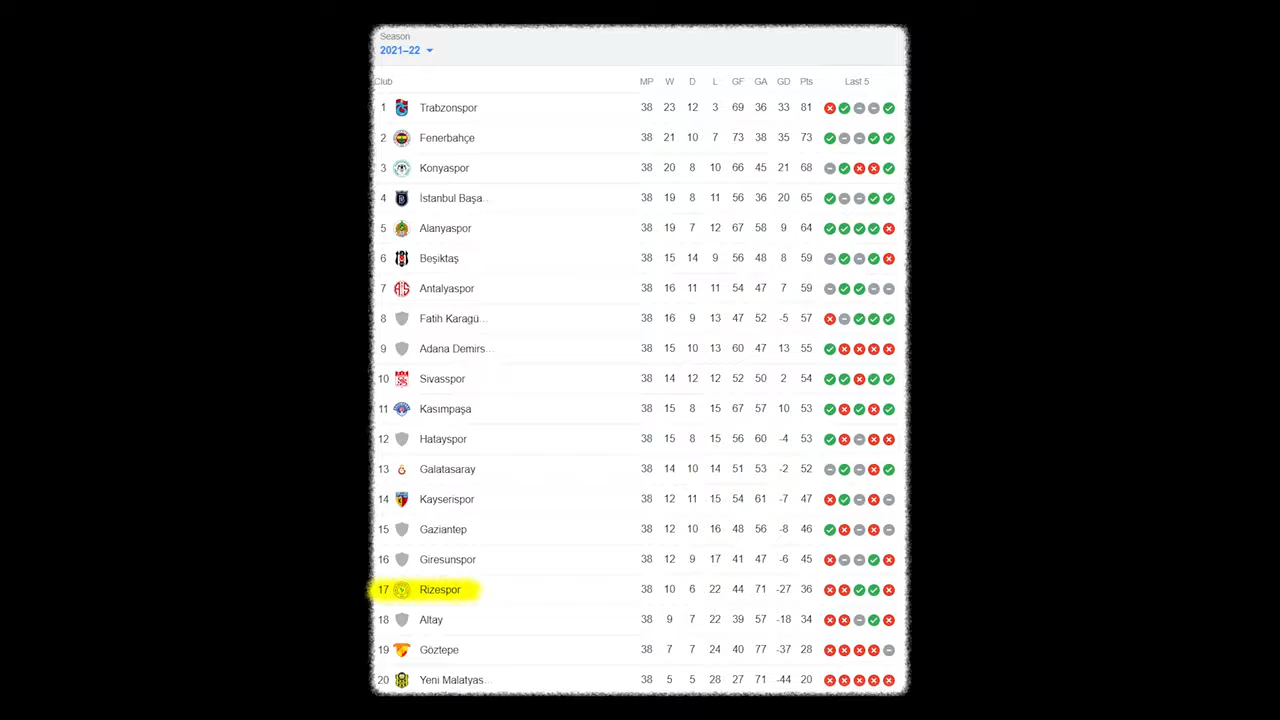 Season
2021–22
Club MP W D L GF GA GD Pts Last 5
1 Trabzonspor 38 23 12 3 69 36 33 81
2 Fenerbahçe 38 21 10 7 73 38 35 73
3 Konyaspor 38 20 8 10 66 45 21 68
4 İstanbul Başa... 38 19 8 11 56 36 20 65
5 Alanyaspor 38 19 7 12 67 58 9 64
6 Beşiktaş 38 15 14 9 56 48 8 59
7 Antalyaspor 38 16 11 11 54 47 7 59
8 Fatih Karagü... 38 16 9 13 47 52 -5 57
9 Adana Demirs... 38 15 10 13 60 47 13 55
10 Sivasspor 38 14 12 12 52 50 2 54
11 Kasımpaşa 38 15 8 15 67 57 10 53
12 Hatayspor 38 15 8 15 56 60 -4 53
13 Galatasaray 38 14 10 14 51 53 -2 52
14 Kayserispor 38 12 11 15 54 61 -7 47
15 Gaziantep 38 12 10 16 48 56 -8 46
16 Giresunspor 38 12 9 17 41 47 -6 45
17 Rizespor 38 10 6 22 44 71 -27 36
18 Altay 38 9 7 22 39 57 -18 34
19 Göztepe 38 7 7 24 40 77 -37 28
20 Yeni Malatyas... 38 5 5 28 27 71 -44 20